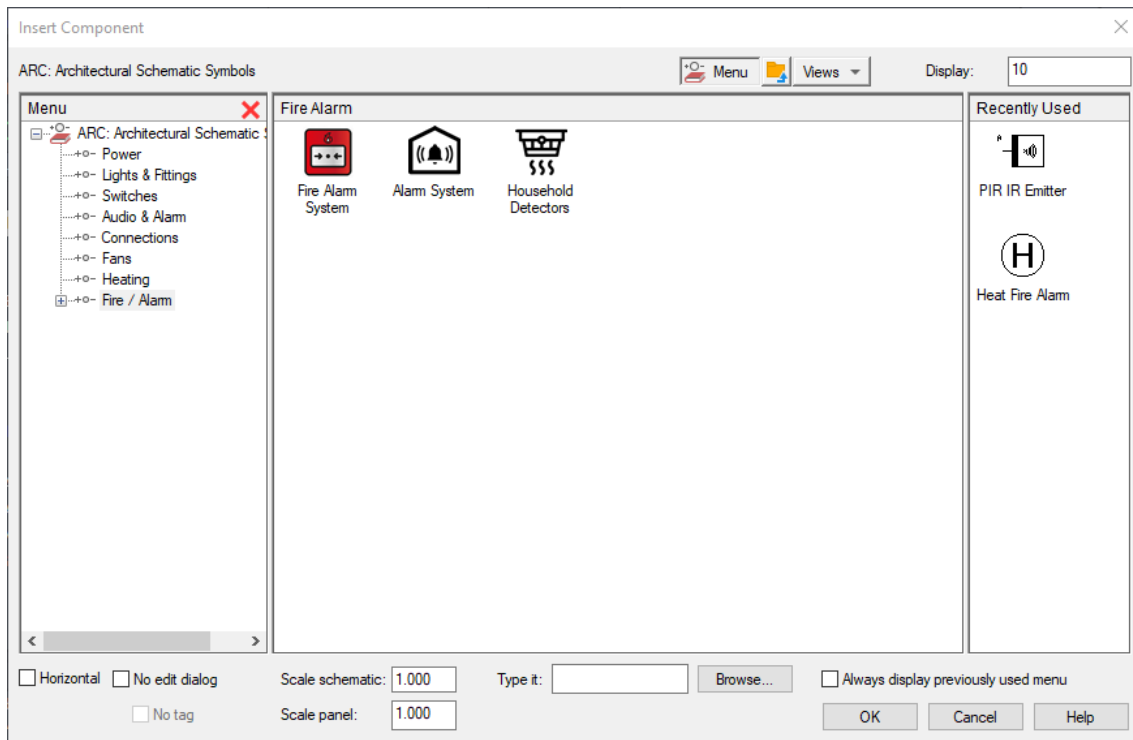 Insert Component
ARC: Architectural Schematic Symbols
Menu
Views
Display:
10
Menu
ARC: Architectural Schematic S
Power
Lights & Fittings
Switches
Audio & Alarm
Connections
Fans
Heating
Fire / Alarm
Fire Alarm
Fire Alarm
System
Alarm System
Household
Detectors
Recently Used
PIR IR Emitter
H
Heat Fire Alarm
Horizontal
No edit dialog
No tag
Scale schematic:
1.000
Scale panel:
1.000
Type it:
Browse...
Always display previously used menu
OK
Cancel
Help